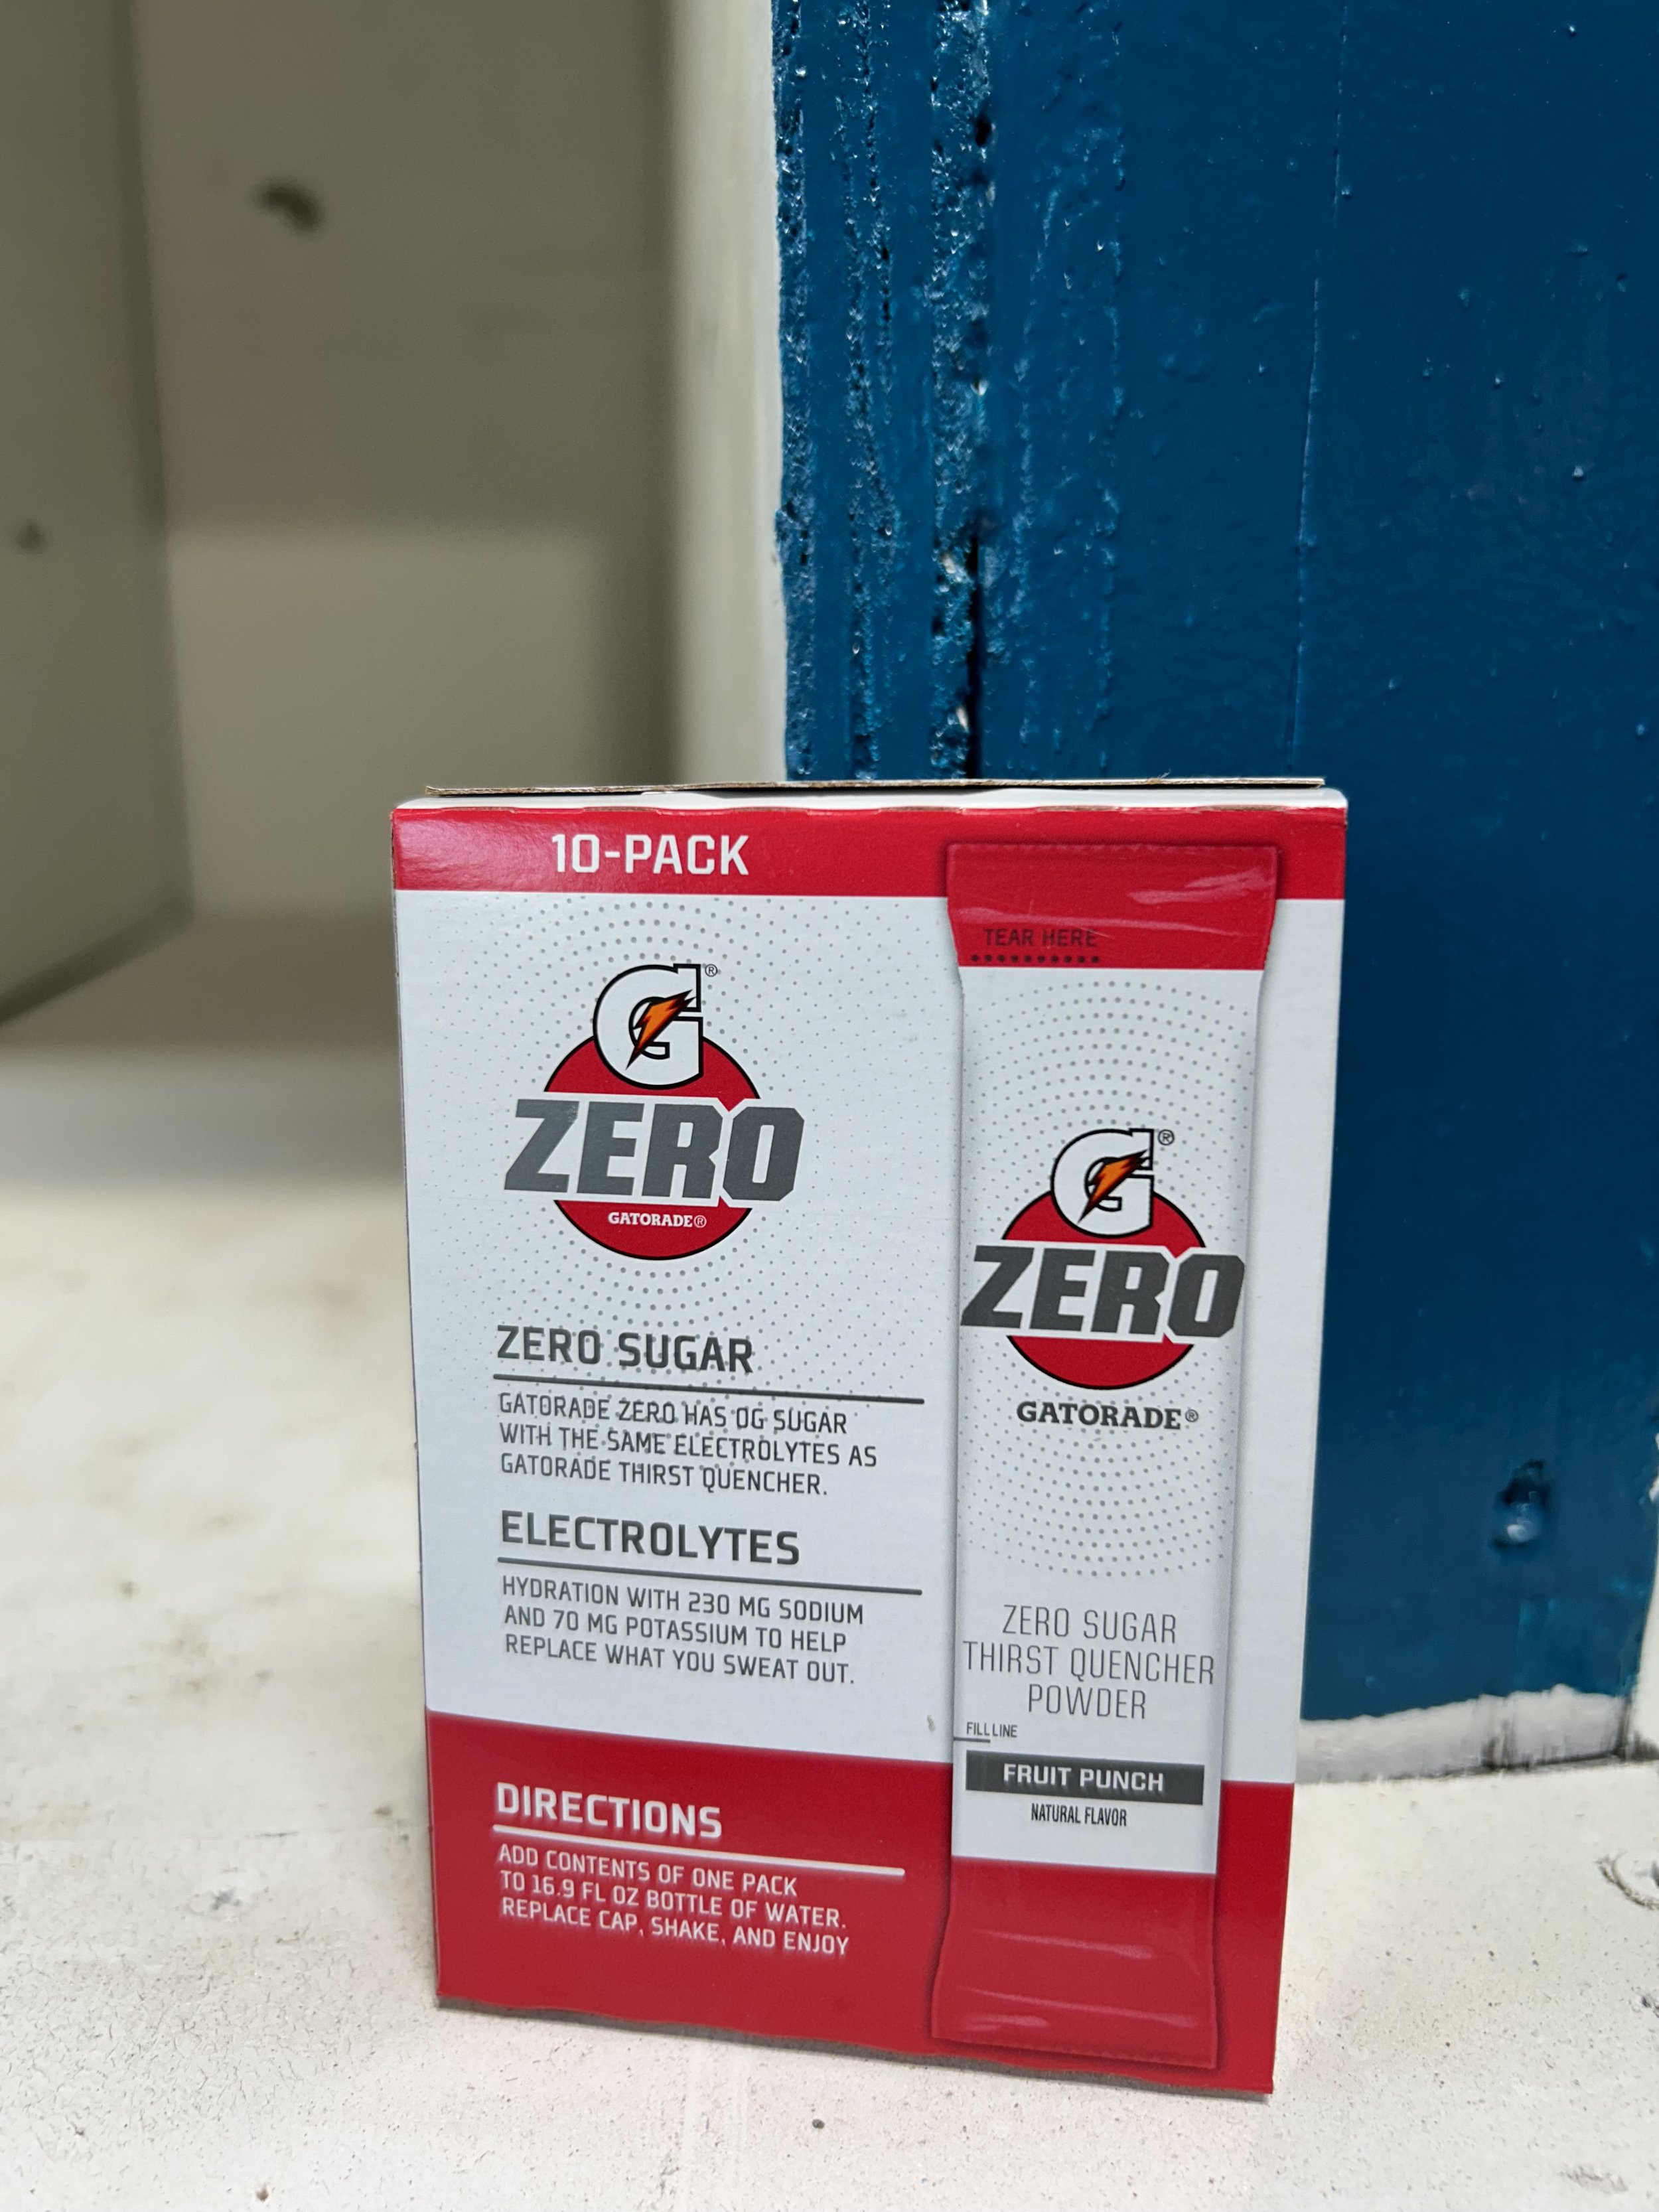 10-PACK
G®
ZERO
GATORADE®
ZERO SUGAR
GATORADE ZERO HAS 0G SUGAR
WITH THE SAME ELECTROLYTES AS
GATORADE THIRST QUENCHER.
ELECTROLYTES
HYDRATION WITH 230 MG SODIUM
AND 70 MG POTASSIUM TO HELP
REPLACE WHAT YOU SWEAT OUT.
DIRECTIONS
ADD CONTENTS OF ONE PACK
TO 16.9 FL OZ BOTTLE OF WATER.
REPLACE CAP, SHAKE, AND ENJOY
TEAR HERE
G®
ZERO
GATORADE®
ZERO SUGAR
THIRST QUENCHER
POWDER
FILL LINE
FRUIT PUNCH
NATURAL FLAVOR